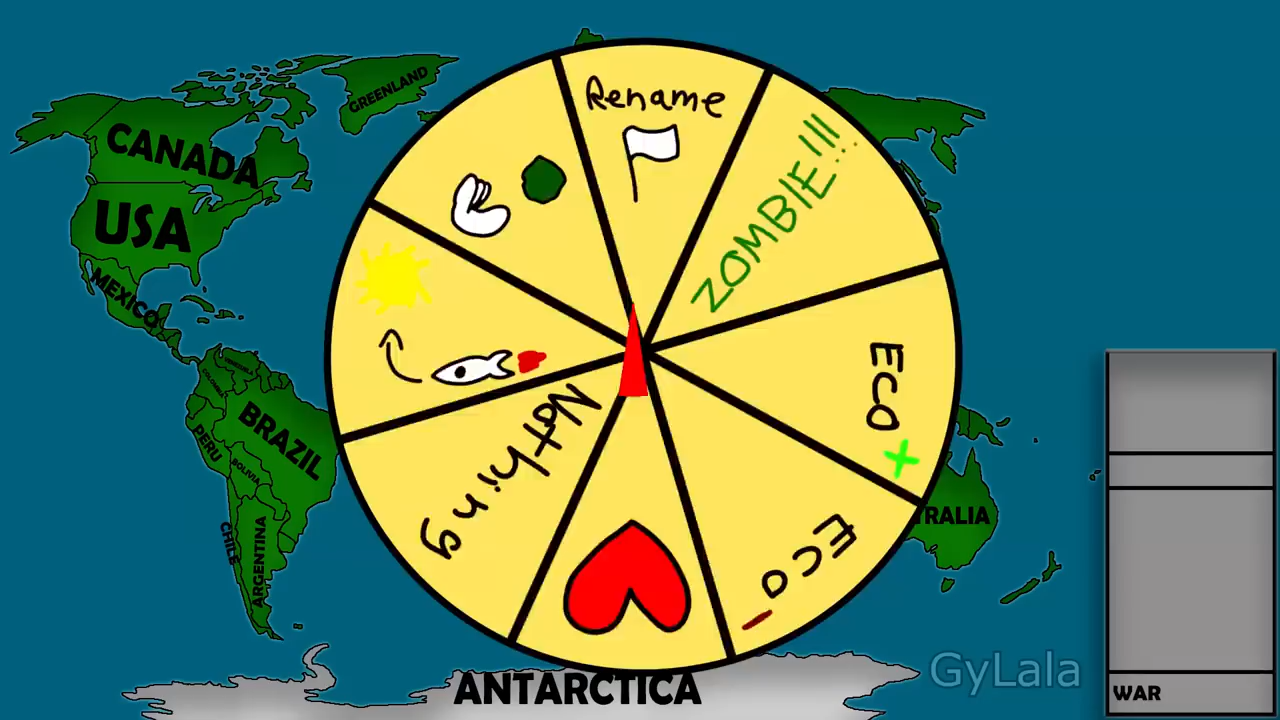 GREENLAND
CANADA
USA
MEXICO
BRAZIL
PERU
BOLIVIA
CHILE
ARGENTINA
ANTARCTICA
TRALIA
Rename
ZOMBIE!!!...
Eco +
Eco -
Nothing
GyLala
WAR